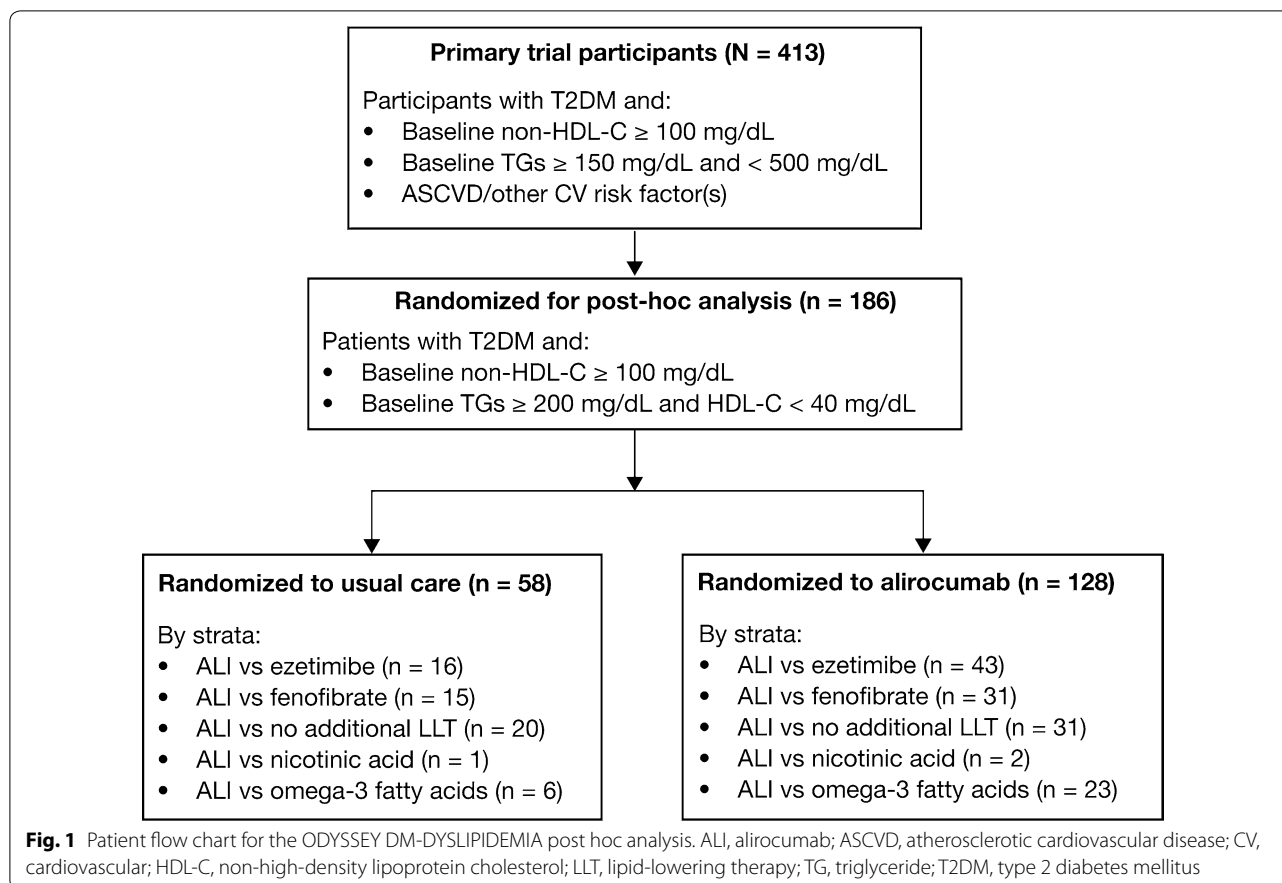 Primary trial participants (N = 413)
Participants with T2DM and:
• Baseline non-HDL-C ≥ 100 mg/dL
• Baseline TGs ≥ 150 mg/dL and < 500 mg/dL
• ASCVD/other CV risk factor(s)
Randomized for post-hoc analysis (n = 186)
Patients with T2DM and:
• Baseline non-HDL-C ≥ 100 mg/dL
• Baseline TGs ≥ 200 mg/dL and HDL-C < 40 mg/dL
Randomized to usual care (n = 58)
By strata:
• ALI vs ezetimibe (n = 16)
• ALI vs fenofibrate (n = 15)
• ALI vs no additional LLT (n = 20)
• ALI vs nicotinic acid (n = 1)
• ALI vs omega-3 fatty acids (n = 6)
Randomized to alirocumab (n = 128)
By strata:
• ALI vs ezetimibe (n = 43)
• ALI vs fenofibrate (n = 31)
• ALI vs no additional LLT (n = 31)
• ALI vs nicotinic acid (n = 2)
• ALI vs omega-3 fatty acids (n = 23)
Fig. 1 Patient flow chart for the ODYSSEY DM-DYSLIPIDEMIA post hoc analysis. ALI, alirocumab; ASCVD, atherosclerotic cardiovascular disease; CV,
cardiovascular; HDL-C, non-high-density lipoprotein cholesterol; LLT, lipid-lowering therapy; TG, triglyceride; T2DM, type 2 diabetes mellitus